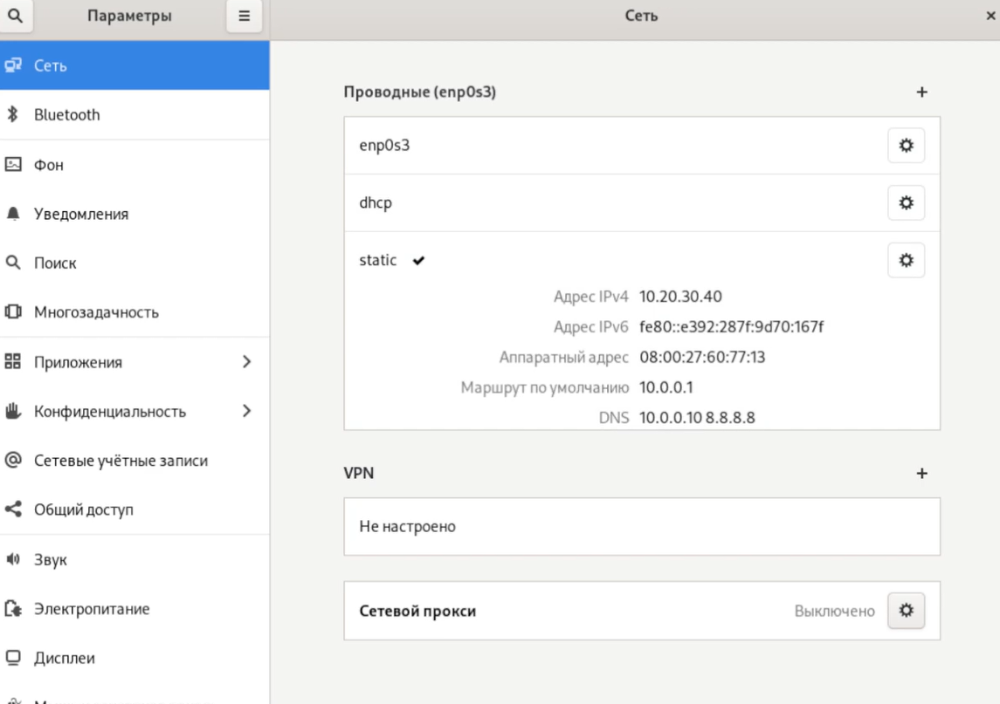 Параметры
Сеть
Сеть
Bluetooth
Фон
Уведомления
Поиск
Многозадачность
Приложения
Конфиденциальность
Сетевые учётные записи
Общий доступ
Звук
Электропитание
Дисплеи
Проводные (enp0s3)
enp0s3
dhcp
static
Адрес IPv4 10.20.30.40
Адрес IPv6 fe80::e392:287f:9d70:167f
Аппаратный адрес 08:00:27:60:77:13
Маршрут по умолчанию 10.0.0.1
DNS 10.0.0.10 8.8.8.8
VPN
Не настроено
Сетевой прокси Выключено